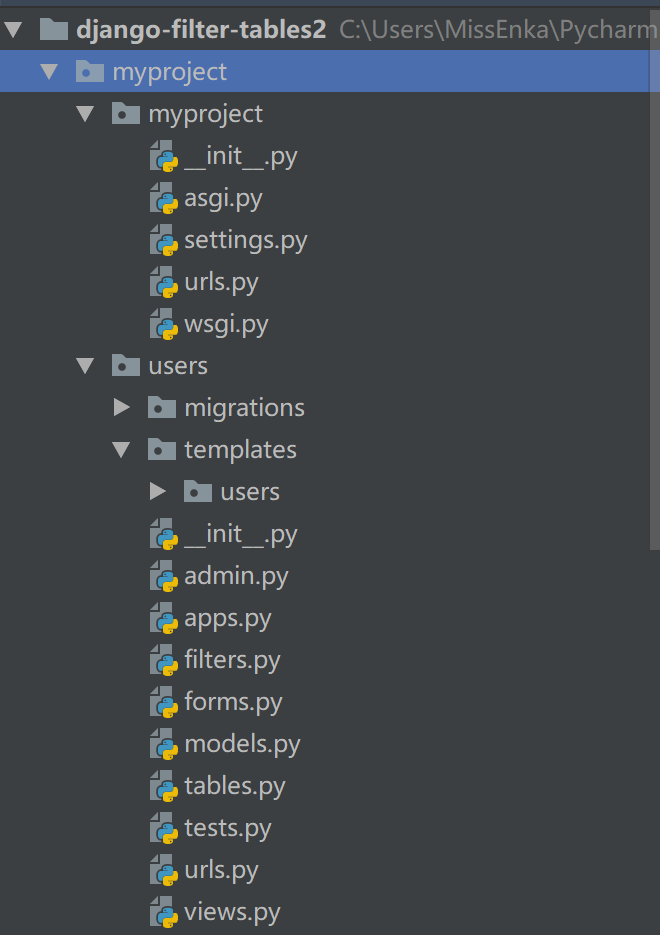 django-filter-tables2 C:\Users\MissEnka\Pycharm
myproject
myproject
__init__.py
asgi.py
settings.py
urls.py
wsgi.py
users
migrations
templates
users
__init__.py
admin.py
apps.py
filters.py
forms.py
models.py
tables.py
tests.py
urls.py
views.py